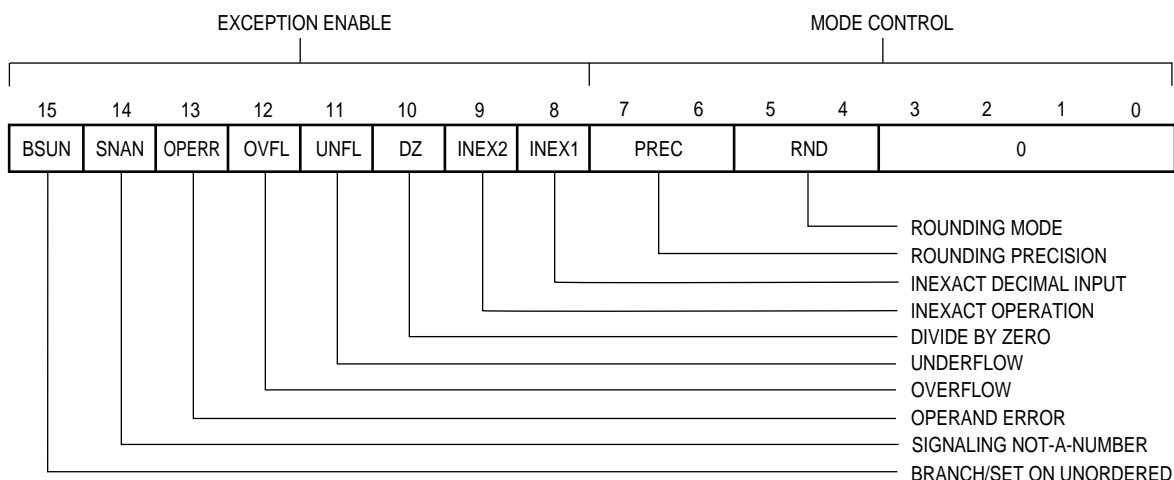 EXCEPTION ENABLE MODE CONTROL
15 14 13 12 11 10 9 8 7 6 5 4 3 2 1 0
BSUN SNAN OPERR OVFL UNFL DZ INEX2 INEX1 PREC RND 0
ROUNDING MODE
ROUNDING PRECISION
INEXACT DECIMAL INPUT
INEXACT OPERATION
DIVIDE BY ZERO
UNDERFLOW
OVERFLOW
OPERAND ERROR
SIGNALING NOT-A-NUMBER
BRANCH/SET ON UNORDERED